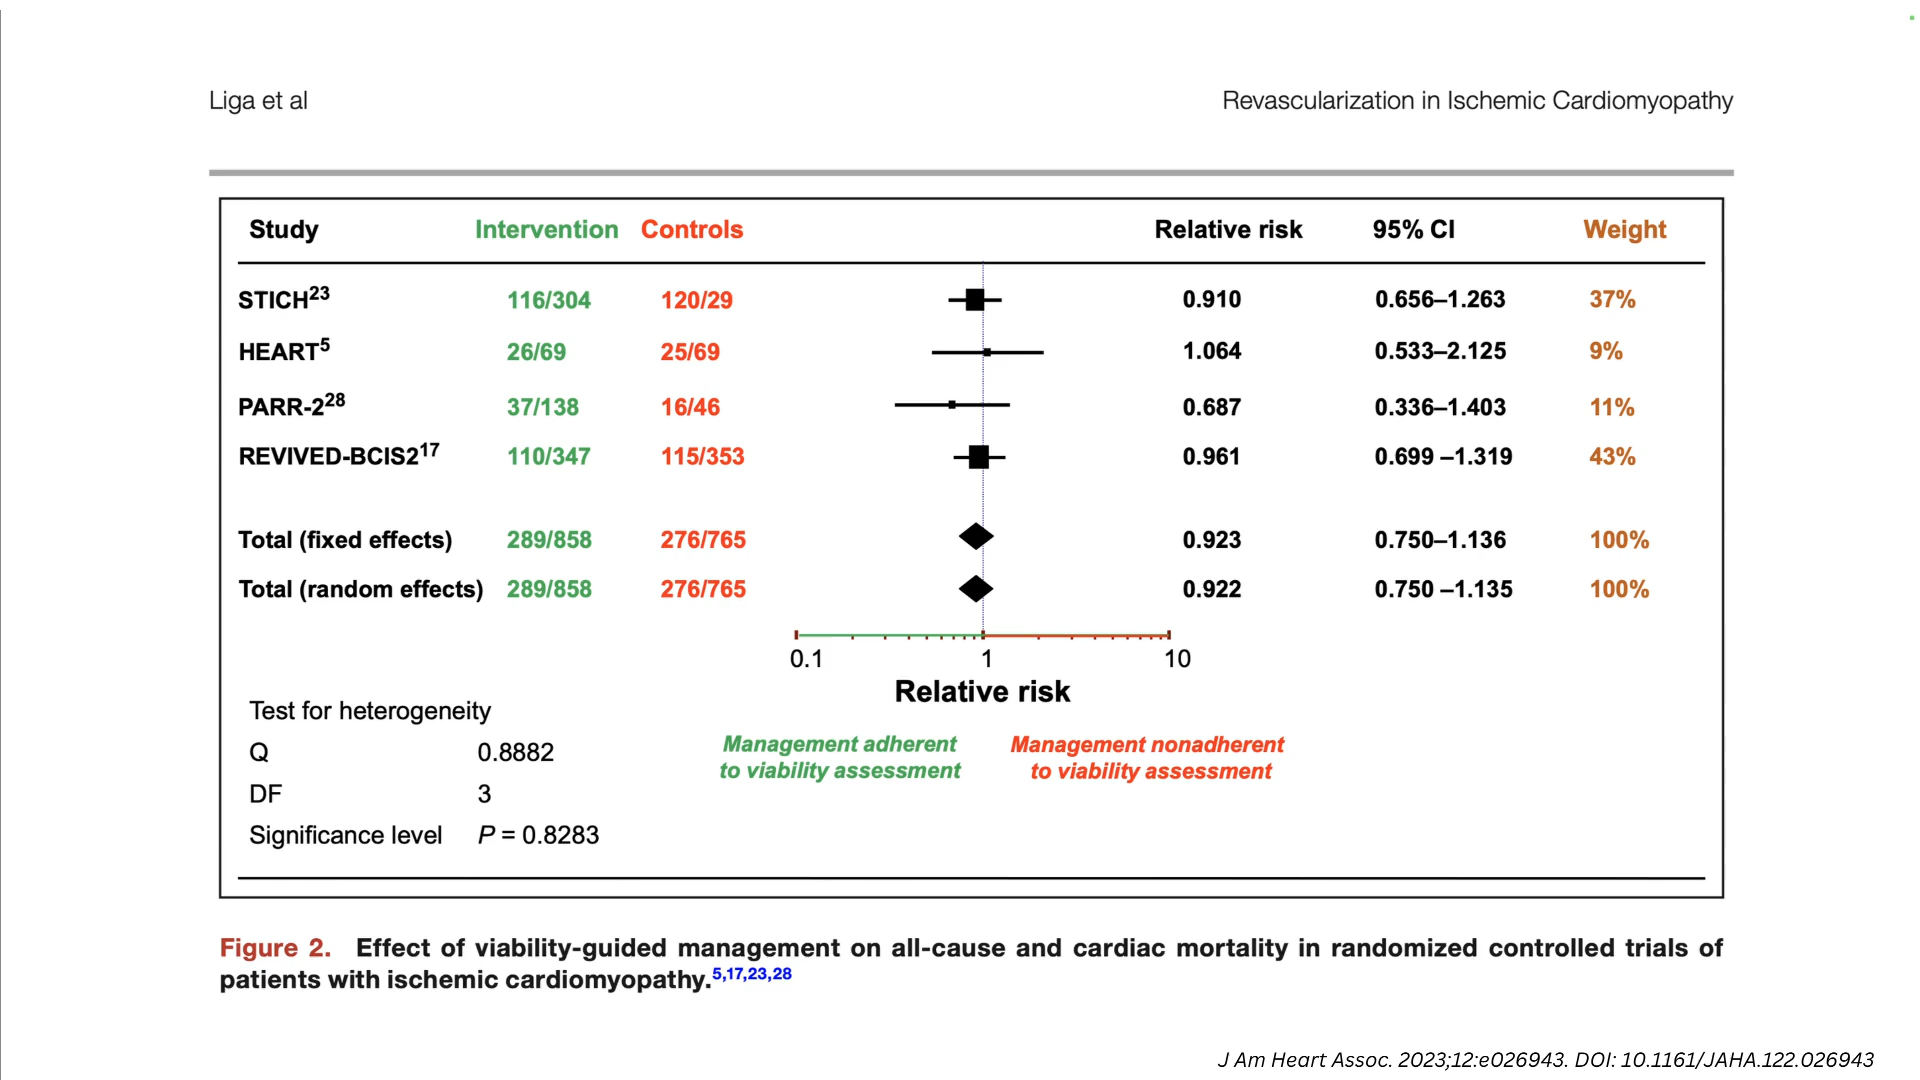 Liga et al Revascularization in Ischemic Cardiomyopathy
Study Intervention Controls Relative risk 95% CI Weight
STICH23 116/304 120/29 0.910 0.656–1.263 37%
HEART5 26/69 25/69 1.064 0.533–2.125 9%
PARR-228 37/138 16/46 0.687 0.336–1.403 11%
REVIVED-BCIS217 110/347 115/353 0.961 0.699 –1.319 43%
Total (fixed effects) 289/858 276/765 0.923 0.750–1.136 100%
Total (random effects) 289/858 276/765 0.922 0.750 –1.135 100%
0.1 1 10
Relative risk
Test for heterogeneity
Q 0.8882
DF 3
Significance level P = 0.8283
Management adherent
to viability assessment
Management nonadherent
to viability assessment
Figure 2. Effect of viability-guided management on all-cause and cardiac mortality in randomized controlled trials of
patients with ischemic cardiomyopathy.5,17,23,28
J Am Heart Assoc. 2023;12:e026943. DOI: 10.1161/JAHA.122.026943